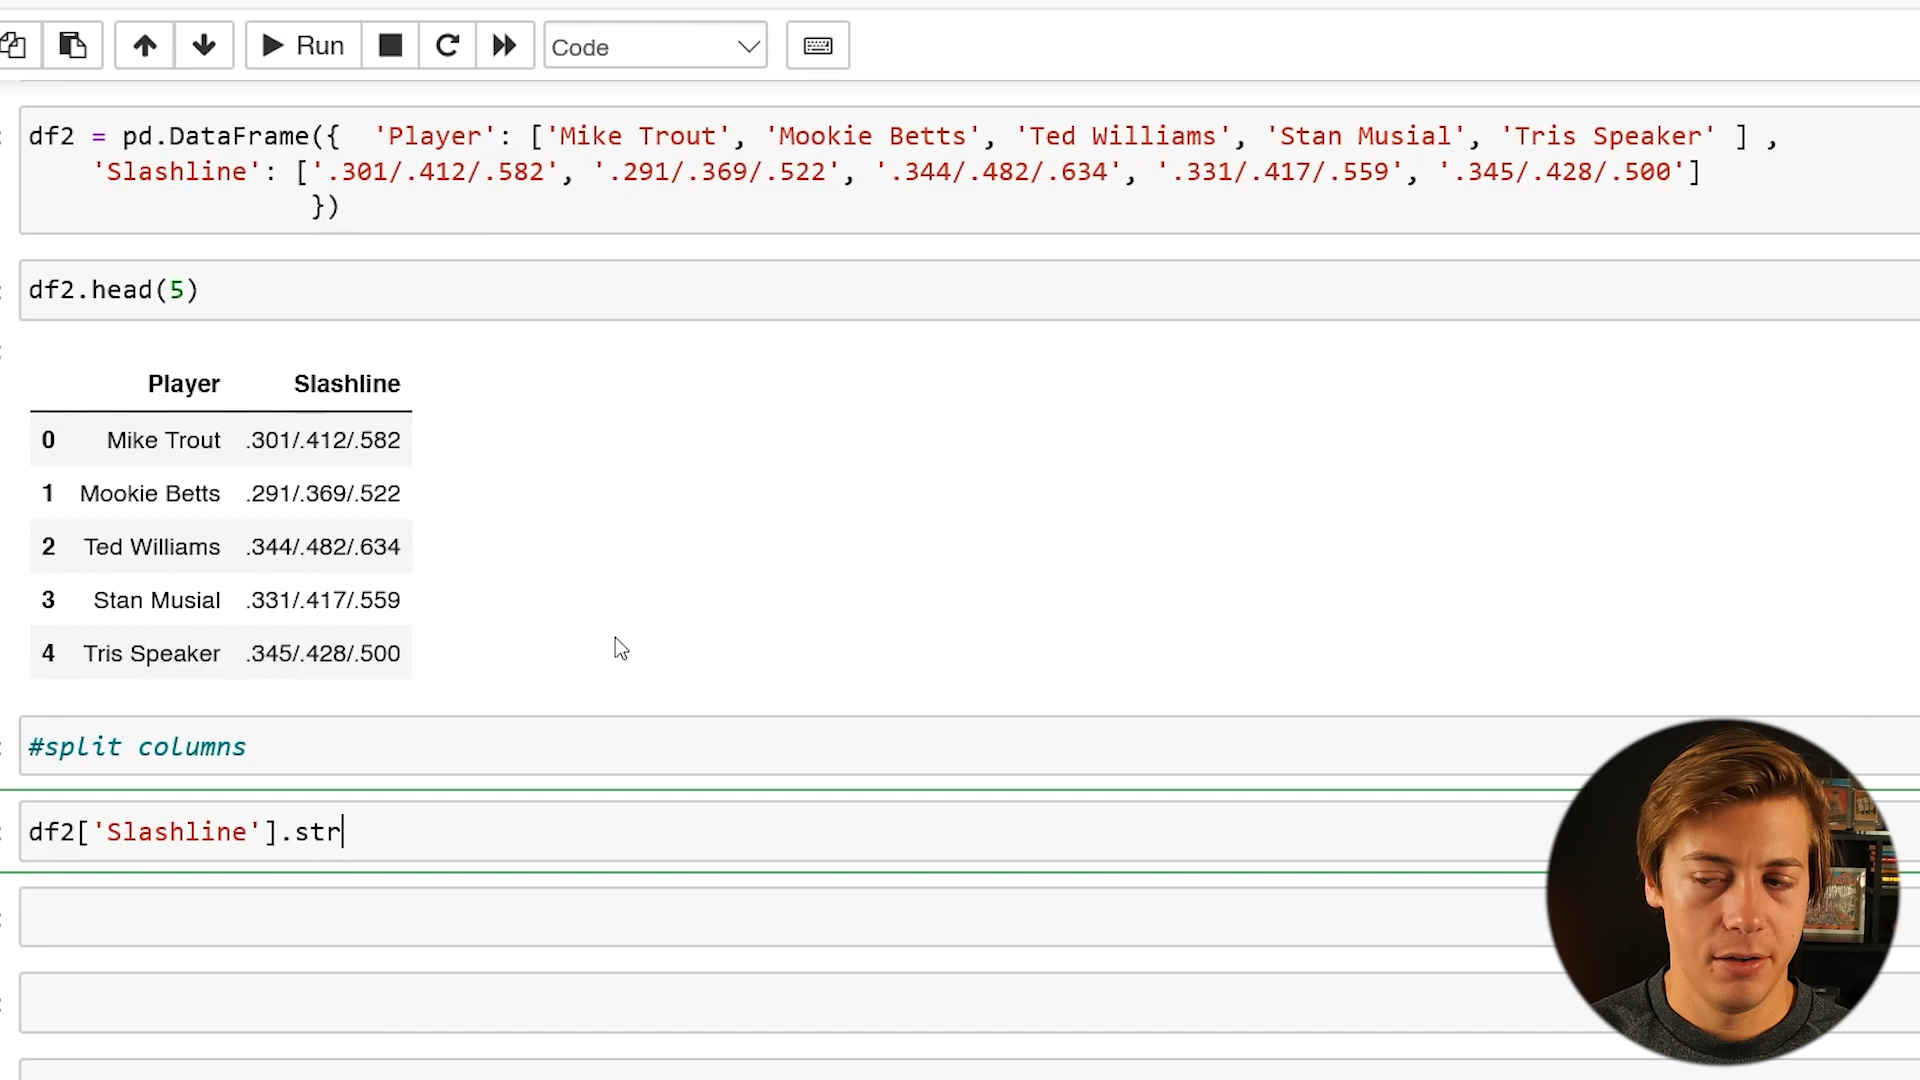 Run Code
df2 = pd.DataFrame({  'Player': ['Mike Trout', 'Mookie Betts', 'Ted Williams', 'Stan Musial', 'Tris Speaker' ] ,
'Slashline': ['.301/.412/.582', '.291/.369/.522', '.344/.482/.634', '.331/.417/.559', '.345/.428/.500']
})
df2.head(5)
Player Slashline
0 Mike Trout .301/.412/.582
1 Mookie Betts .291/.369/.522
2 Ted Williams .344/.482/.634
3 Stan Musial .331/.417/.559
4 Tris Speaker .345/.428/.500
#split columns
df2['Slashline'].str